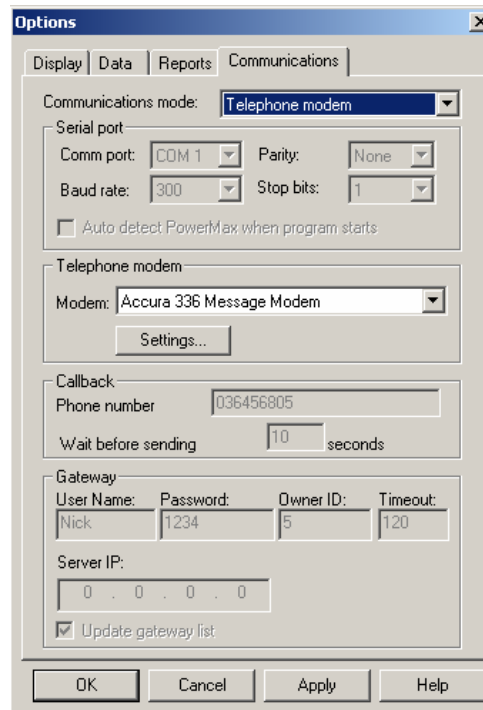 Options
Display Data Reports Communications
Communications mode: Telephone modem
Serial port
Comm port: COM 1 Parity: None
Baud rate: 300 Stop bits: 1
Auto detect PowerMax when program starts
Telephone modem
Modem: Accura 336 Message Modem
Settings...
Callback
Phone number 036456805
Wait before sending 10 seconds
Gateway
User Name: Password: Owner ID: Timeout:
Nick 1234 5 120
Server IP:
0 . 0 . 0 . 0
Update gateway list
OK Cancel Apply Help